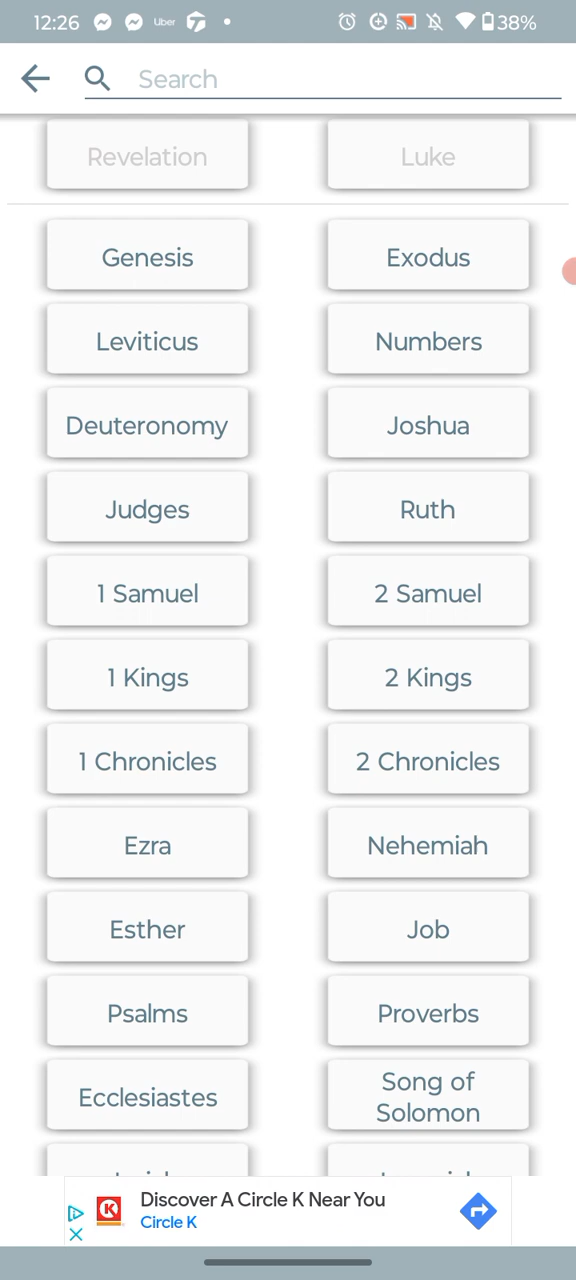 12:26 Uber 38%
Search
Revelation Luke
Genesis Exodus
Leviticus Numbers
Deuteronomy Joshua
Judges Ruth
1 Samuel 2 Samuel
1 Kings 2 Kings
1 Chronicles 2 Chronicles
Ezra Nehemiah
Esther Job
Psalms Proverbs
Ecclesiastes Song of
Solomon
Discover A Circle K Near You
Circle K